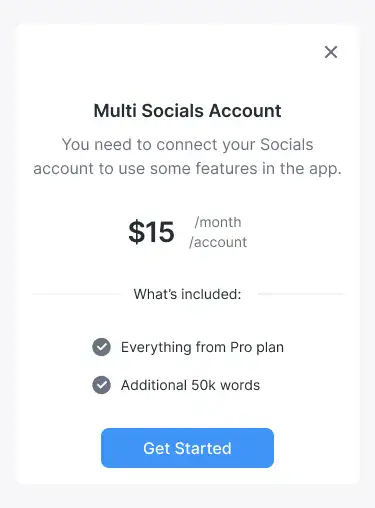 Multi Socials Account
You need to connect your Socials
account to use some features in the app.
$15
/month
/account
What's included:
Everything from Pro plan
Additional 50k words
Get Started